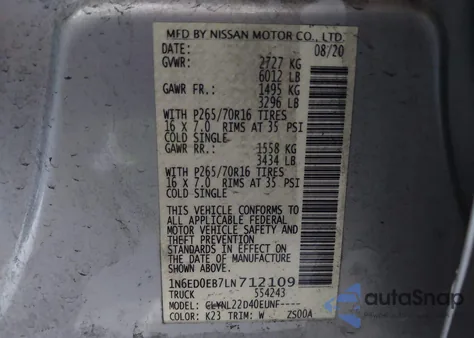 MFD BY NISSAN MOTOR CO., LTD.
DATE: 08/20
GVWR: 2727 KG
6012 LB
GAWR FR.: 1495 KG
3296 LB
WITH P265/70R16 TIRES
16 X 7.0 RIMS AT 35 PSI
COLD SINGLE
GAWR RR.: 1558 KG
3434 LB
WITH P265/70R16 TIRES
16 X 7.0 RIMS AT 35 PSI
COLD SINGLE
THIS VEHICLE CONFORMS TO
ALL APPLICABLE FEDERAL
MOTOR VEHICLE SAFETY AND
THEFT PREVENTION
STANDARDS IN EFFECT ON
THE DATE OF MANUFACTURE
SHOWN ABOVE.
1N6ED0EB7LN712109
TRUCK 554243
MODEL: CLYNL22D40EUNF----
COLOR: K23 TRIM: W ZS00A
autoSnap